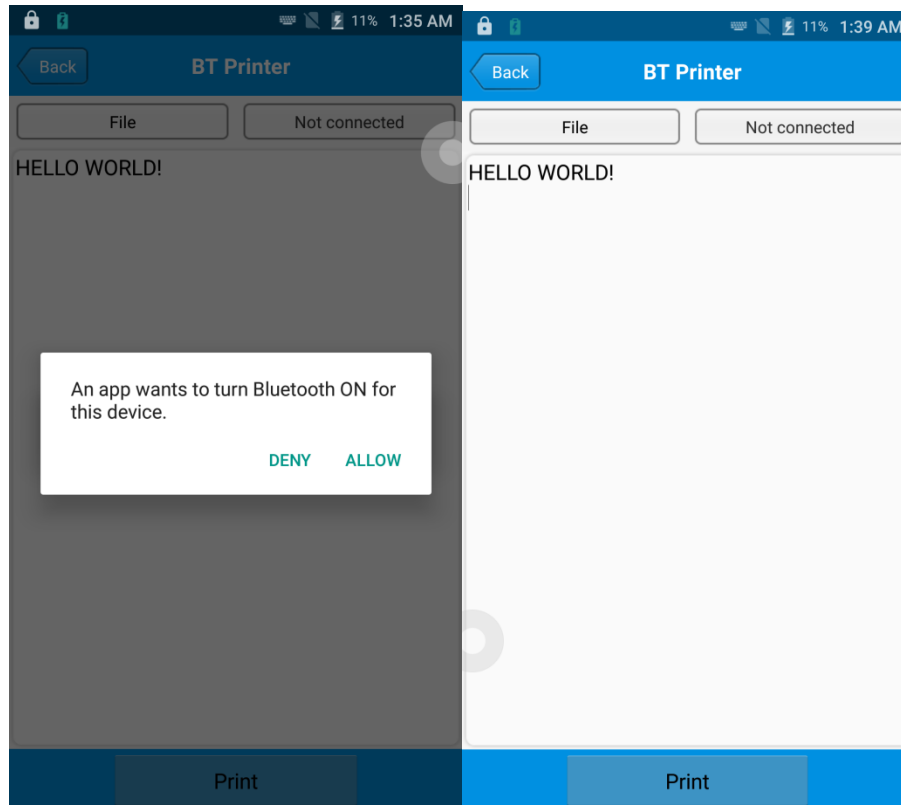 11% 1:35 AM
Back
BT Printer
File
Not connected
HELLO WORLD!
An app wants to turn Bluetooth ON for
this device.
DENY ALLOW
Print
11% 1:39 AM
Back
BT Printer
File
Not connected
HELLO WORLD!
Print